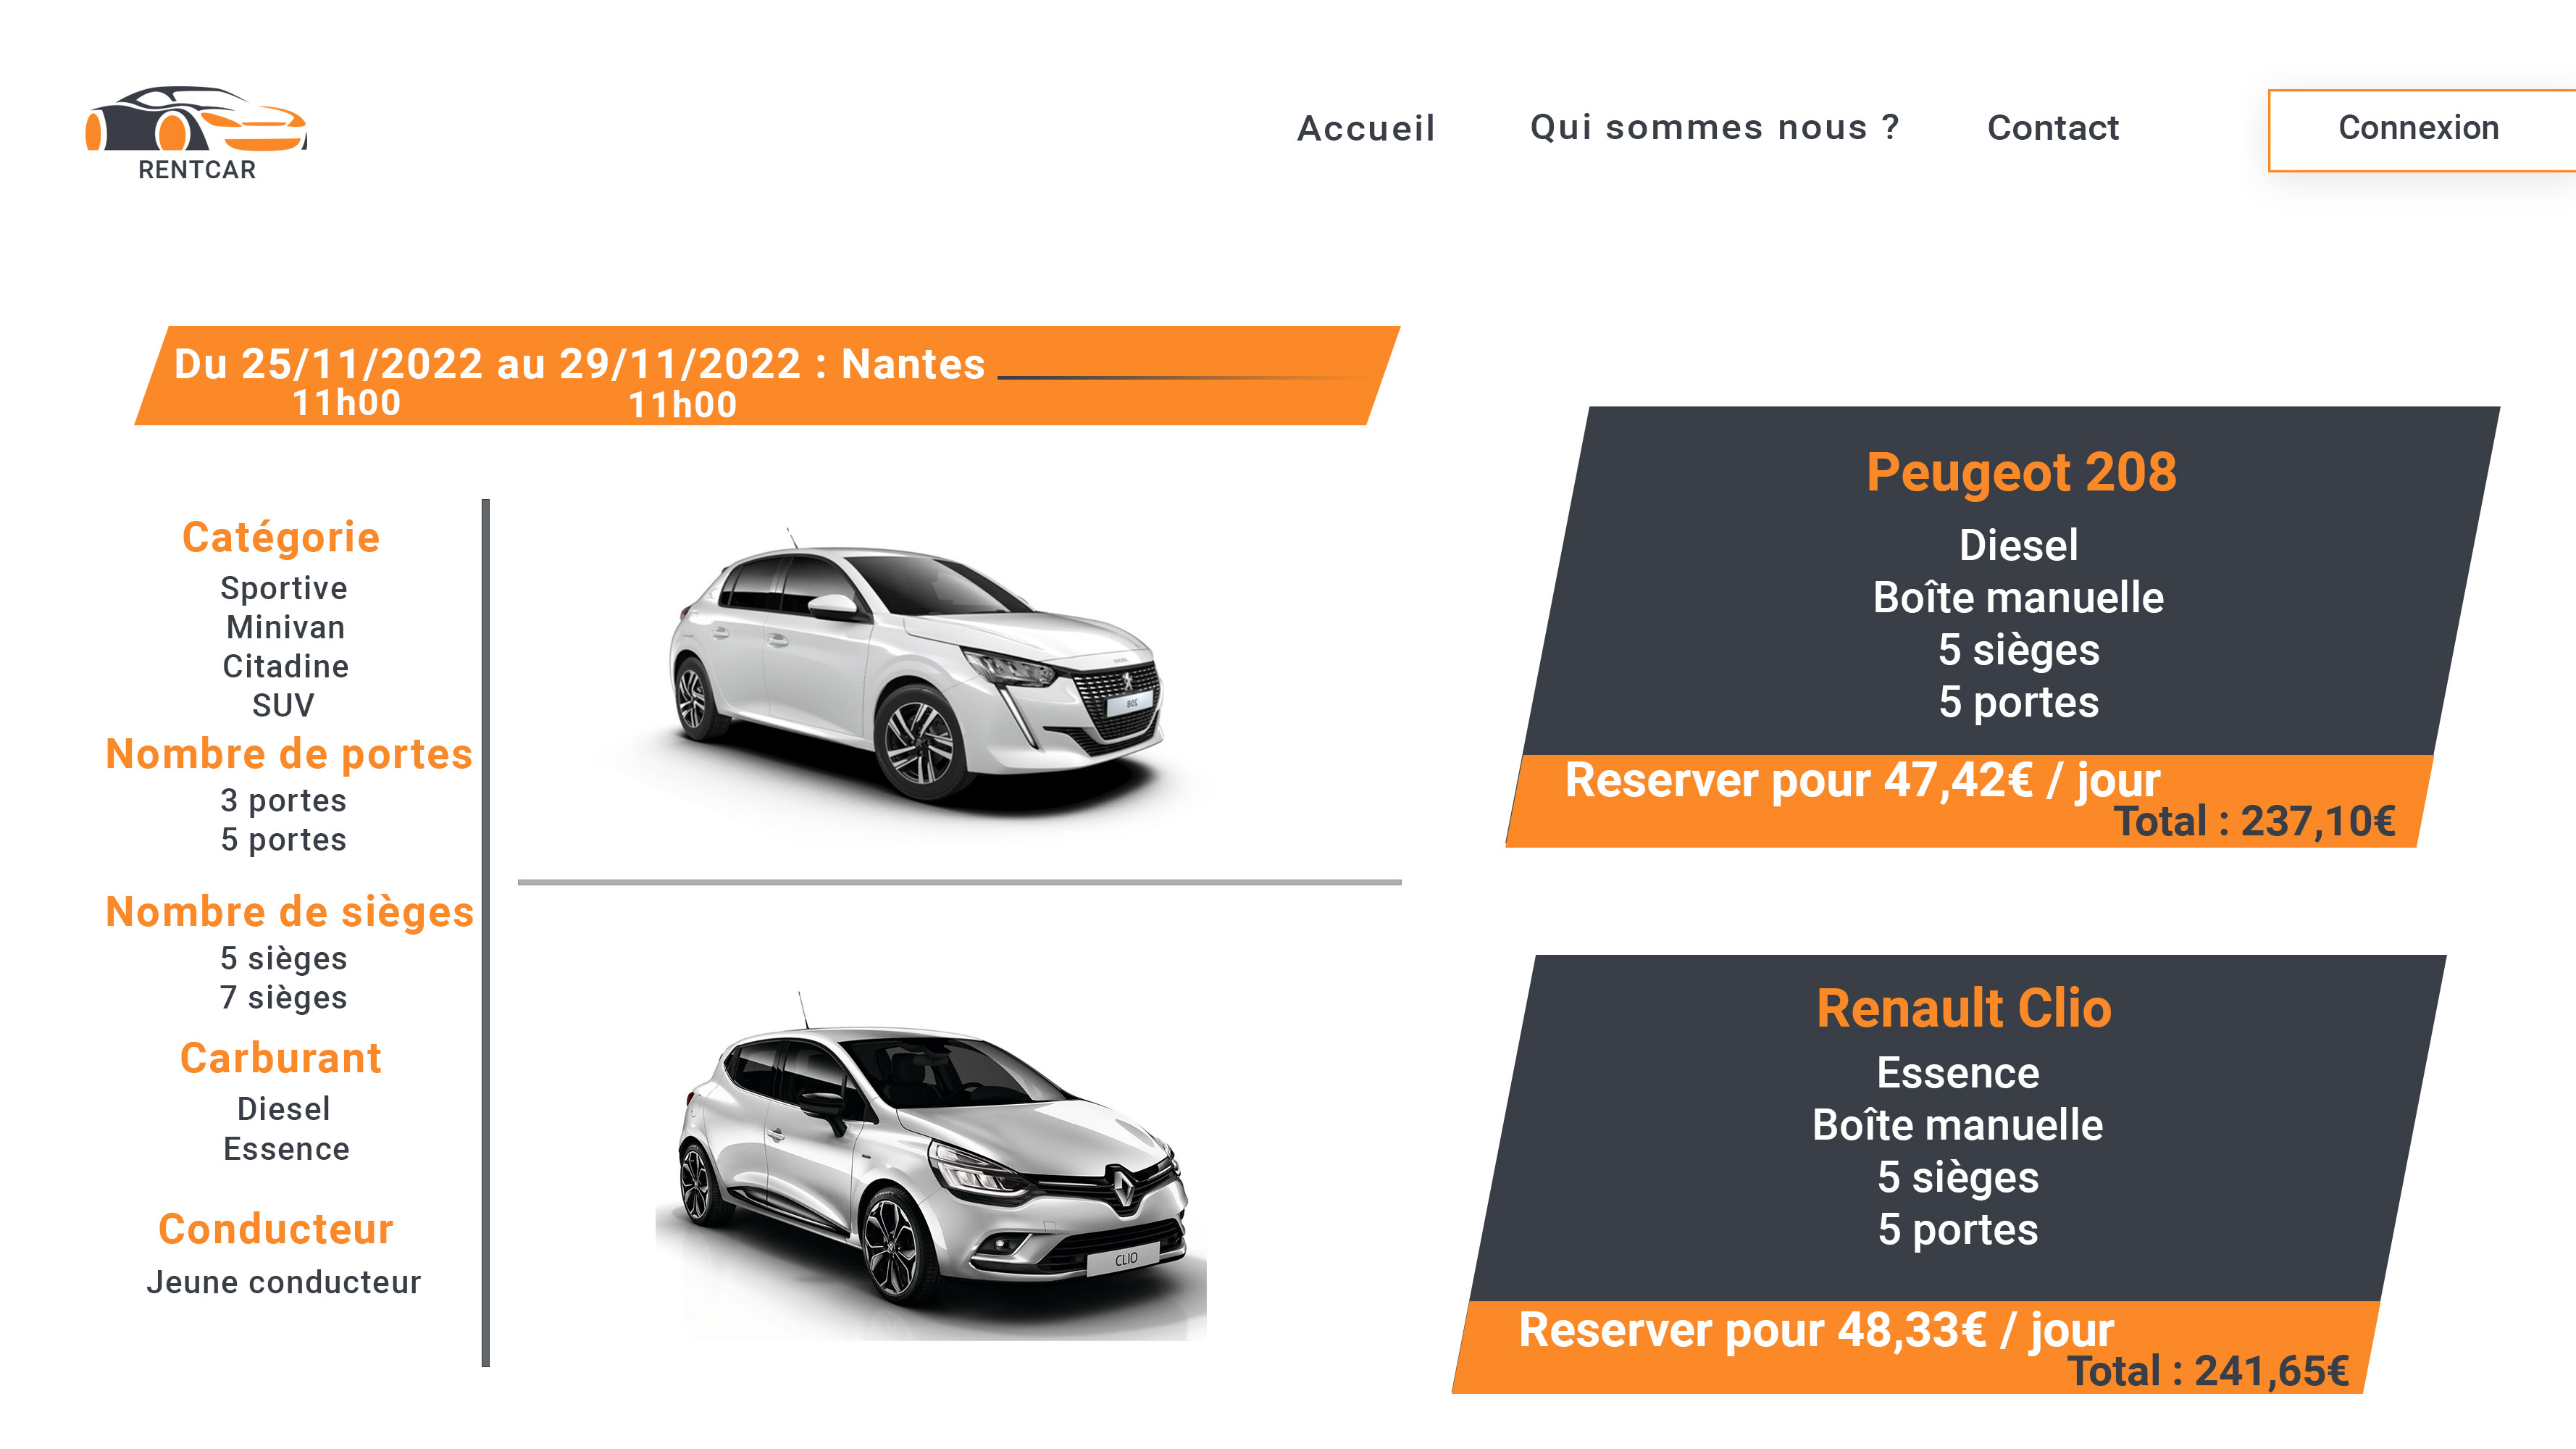 RENTCAR
Accueil
Qui sommes nous ?
Contact
Connexion
Du 25/11/2022 au 29/11/2022 : Nantes
11h00
11h00
Catégorie
Sportive
Minivan
Citadine
SUV
Nombre de portes
3 portes
5 portes
Nombre de sièges
5 sièges
7 sièges
Carburant
Diesel
Essence
Conducteur
Jeune conducteur
Peugeot 208
Diesel
Boîte manuelle
5 sièges
5 portes
Reserver pour 47,42€ / jour
Total : 237,10€
CLIO
Renault Clio
Essence
Boîte manuelle
5 sièges
5 portes
Reserver pour 48,33€ / jour
Total : 241,65€